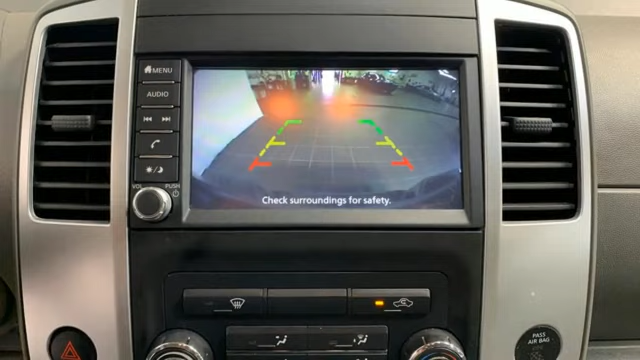 MENU
AUDIO
VOL PUSH
Check surroundings for safety.
PASS
AIR BAG